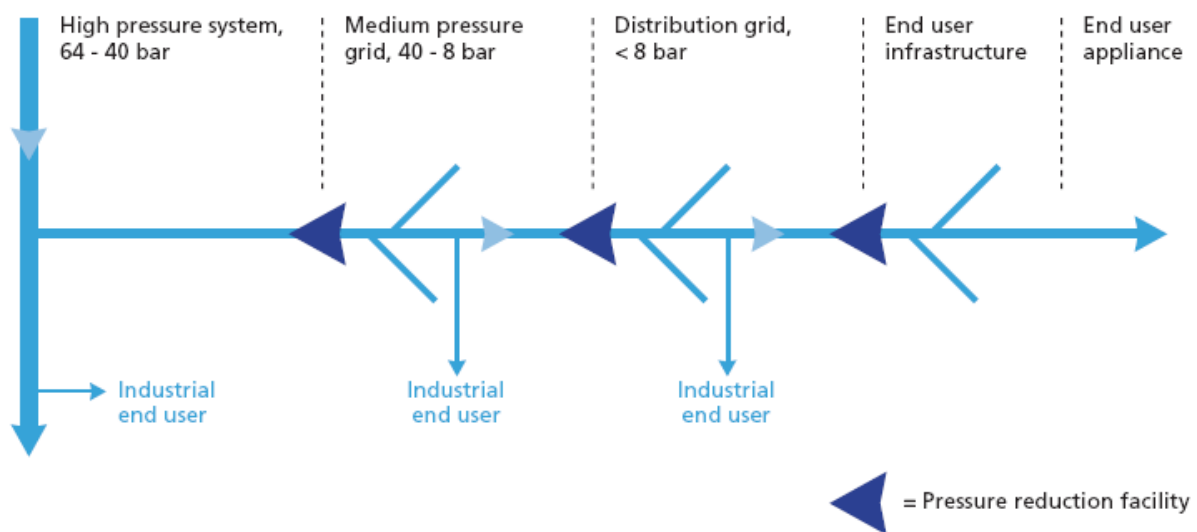 High pressure system,
64 - 40 bar
Medium pressure
grid, 40 - 8 bar
Distribution grid,
< 8 bar
End user
infrastructure
End user
appliance
Industrial
end user
Industrial
end user
Industrial
end user
= Pressure reduction facility